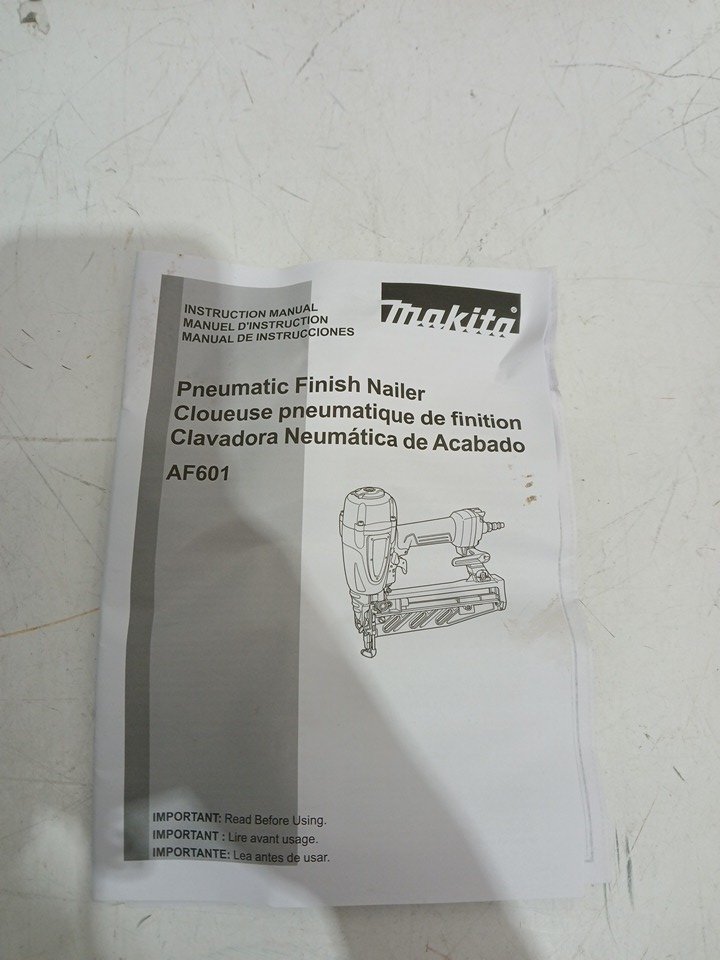 INSTRUCTION MANUAL
MANUEL D'INSTRUCTION
MANUAL DE INSTRUCCIONES
makita®
Pneumatic Finish Nailer
Cloueuse pneumatique de finition
Clavadora Neumática de Acabado
AF601
IMPORTANT: Read Before Using.
IMPORTANT : Lire avant usage.
IMPORTANTE: Lea antes de usar.